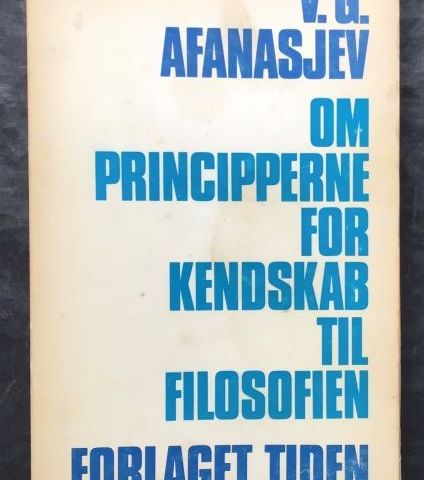 V. G.
AFANASJEV
OM
PRINCIPPERNE
FOR
KENDSKAB
TIL
FILOSOFIEN
FORLAGET TIDEN